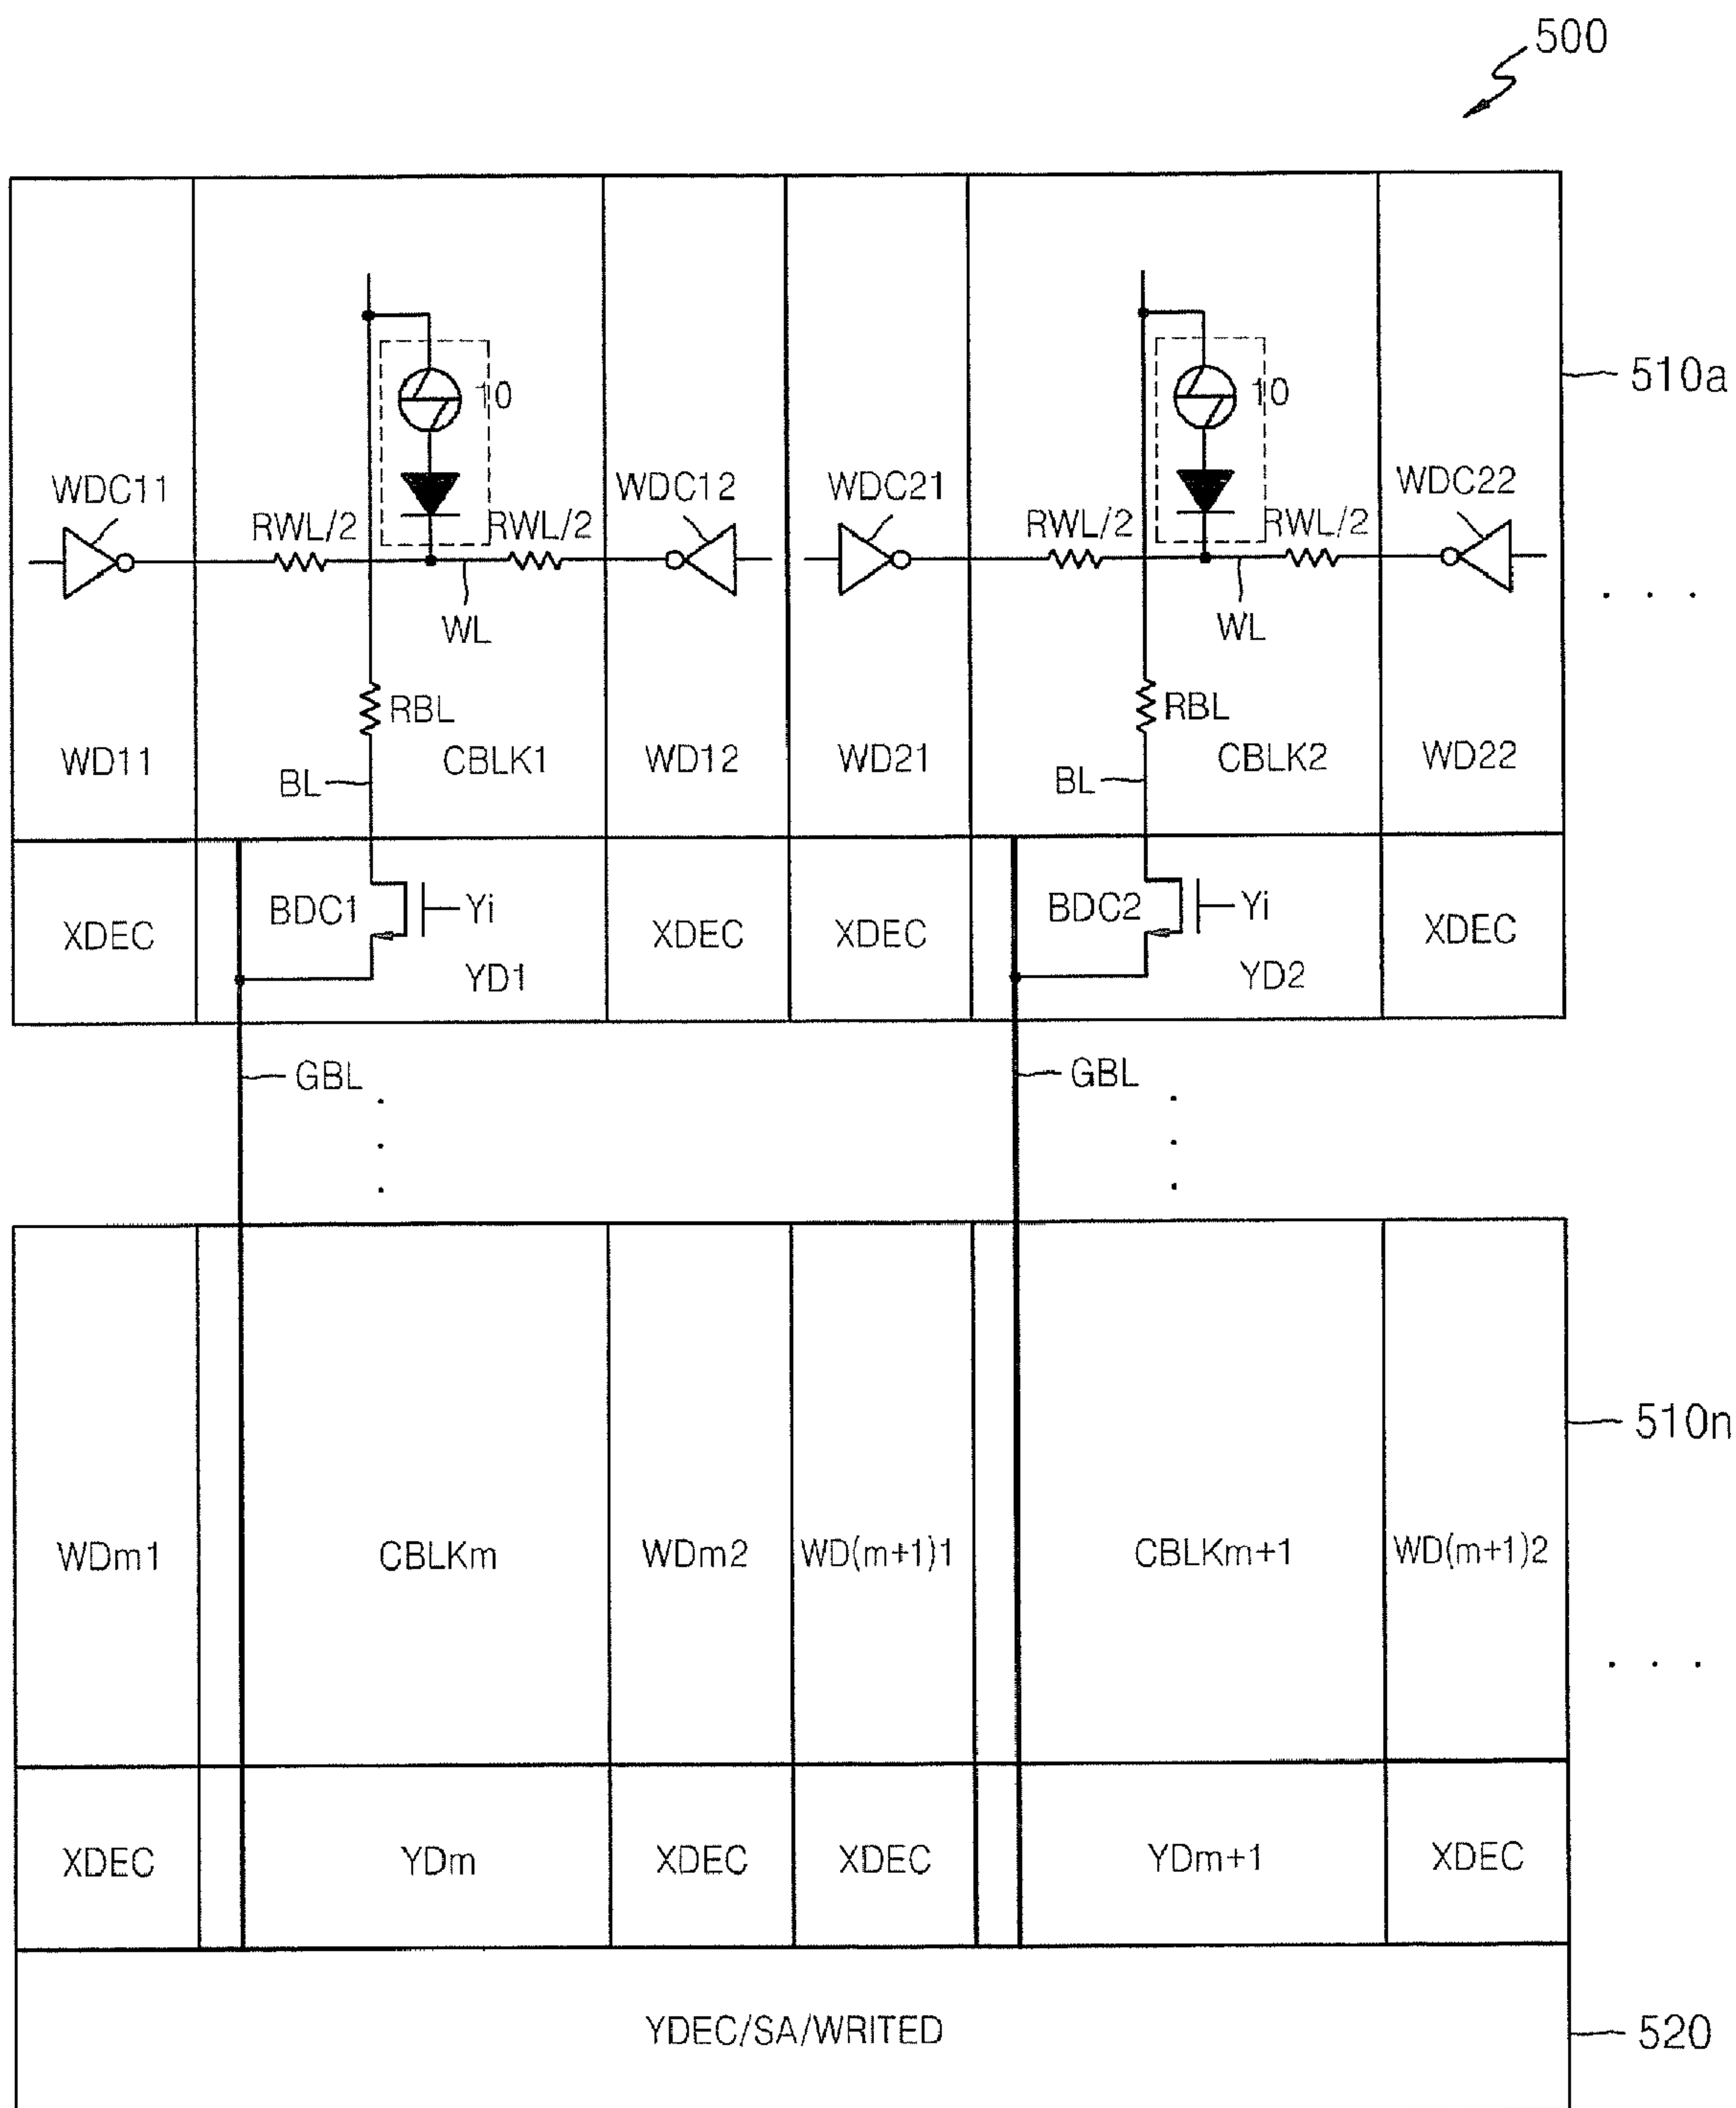 500
510a
10
10
WDC11
WDC12
WDC21
WDC22
RWL/2
RWL/2
RWL/2
RWL/2
WL
WL
. . .
RBL
RBL
WD11
BL
CBLK1
WD12
WD21
BL
CBLK2
WD22
XDEC
BDC1
Yi
YD1
XDEC
XDEC
BDC2
Yi
YD2
XDEC
GBL
GBL
510n
WDm1
CBLKm
WDm2
WD(m+1)1
CBLKm+1
WD(m+1)2
. . .
XDEC
YDm
XDEC
XDEC
YDm+1
XDEC
YDEC/SA/WRITED
520